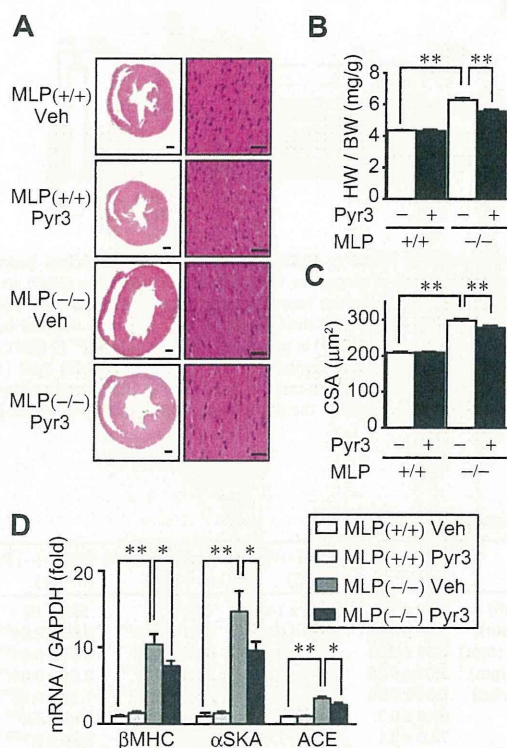 A
MLP(+/+)
Veh
MLP(+/+)
Pyr3
MLP(−/−)
Veh
MLP(−/−)
Pyr3
B
HW / BW (mg/g)
8
6
4
2
0
** **
Pyr3 − + − +
MLP +/+ −/−
C
CSA (μm²)
300
200
100
0
** **
Pyr3 − + − +
MLP +/+ −/−
D
mRNA / GAPDH (fold)
20
10
0
** * ** * ** *
βMHC αSKA ACE
MLP(+/+) Veh
MLP(+/+) Pyr3
MLP(−/−) Veh
MLP(−/−) Pyr3